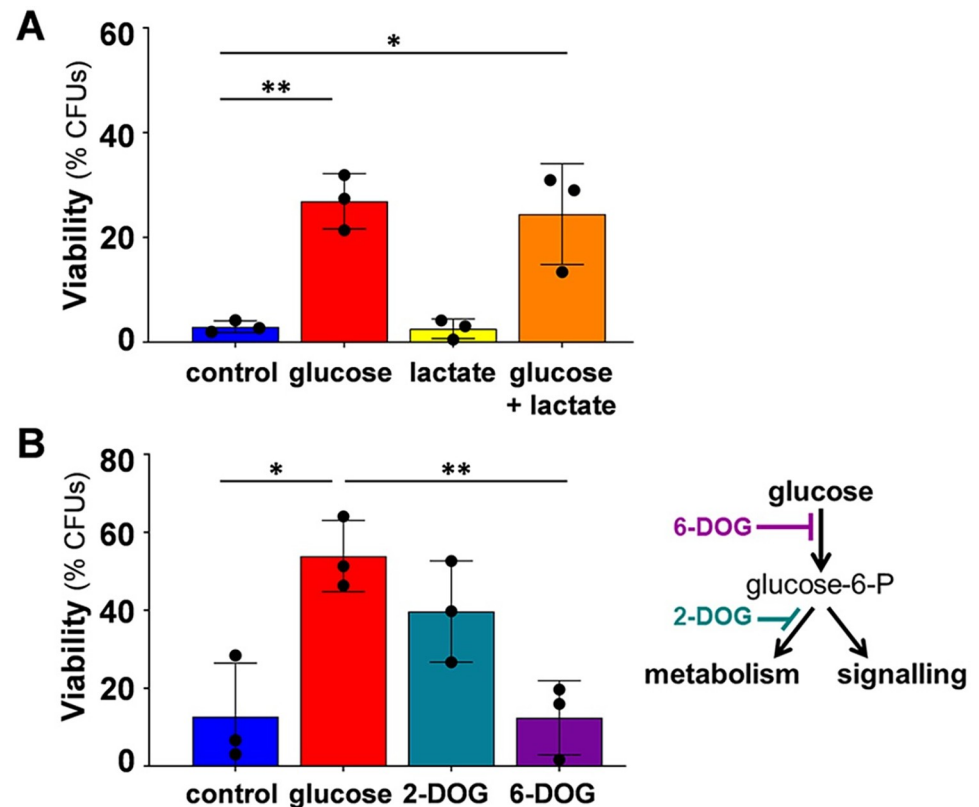 A
Viability (% CFUs)
60
40
20
0
*
**
control
glucose
lactate
glucose
+ lactate
B
Viability (% CFUs)
80
60
40
20
0
*
**
control
glucose
2-DOG
6-DOG
glucose
6-DOG
glucose-6-P
2-DOG
metabolism
signalling